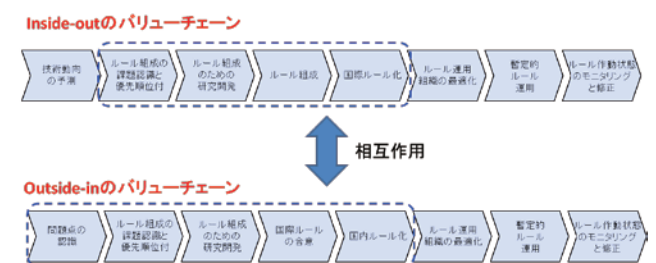 Inside-outのバリューチェーン
技術動向
の予測
ルール組成の
課題認識と
優先順位付
ルール組成
のための
研究開発
ルール組成
国際ルール化
ルール運用
組織の最適化
暫定的
ルール
運用
ルール作動状態
のモニタリング
と修正
相互作用
Outside-inのバリューチェーン
問題点の
認識
ルール組成の
課題認識と
優先順位付
ルール組成
のための
研究開発
国際ルール
の合意
国内ルール化
ルール運用
組織の最適化
暫定的
ルール
運用
ルール作動状態
のモニタリング
と修正